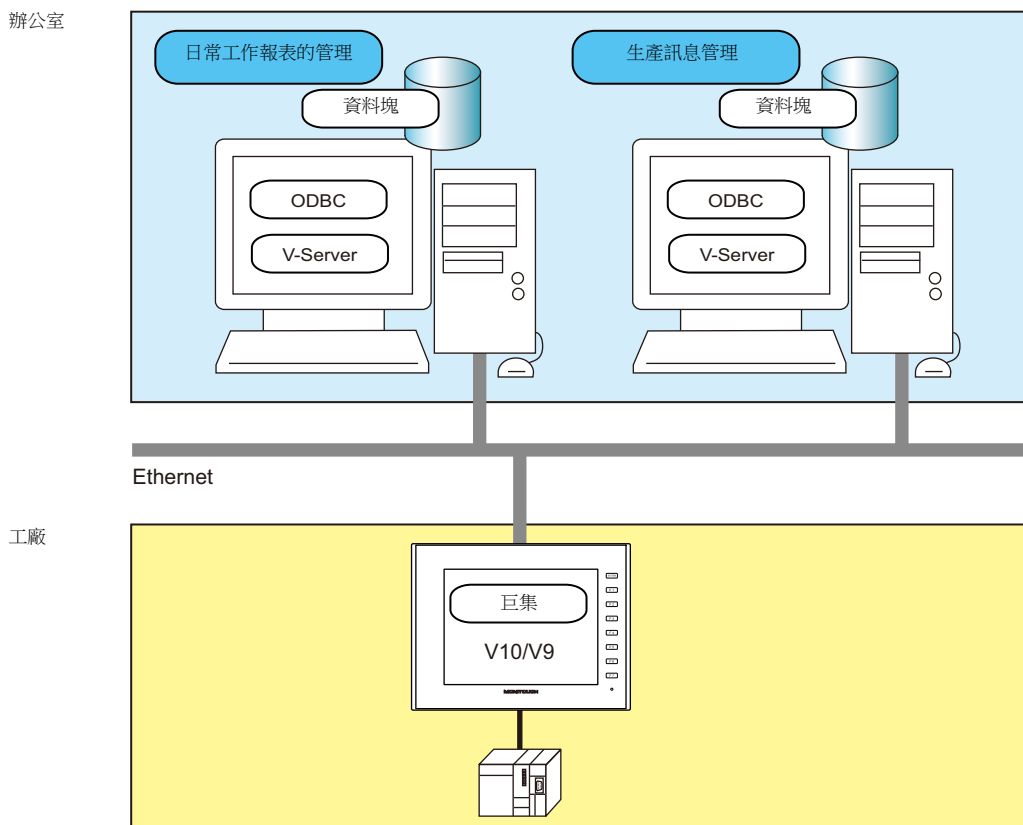 辦公室
日常工作報表的管理
資料塊
ODBC
V-Server
生產訊息管理
資料塊
ODBC
V-Server
Ethernet
工廠
巨集
V10/V9
MONITOUCH